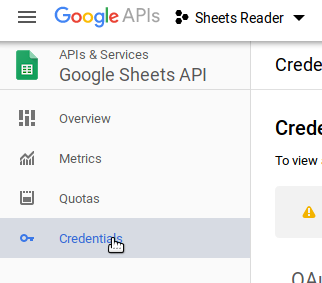 Google APIs Sheets Reader
APIs & Services
Google Sheets API
Crede
Overview
Crede
Metrics
To view
Quotas
Credentials
OAu